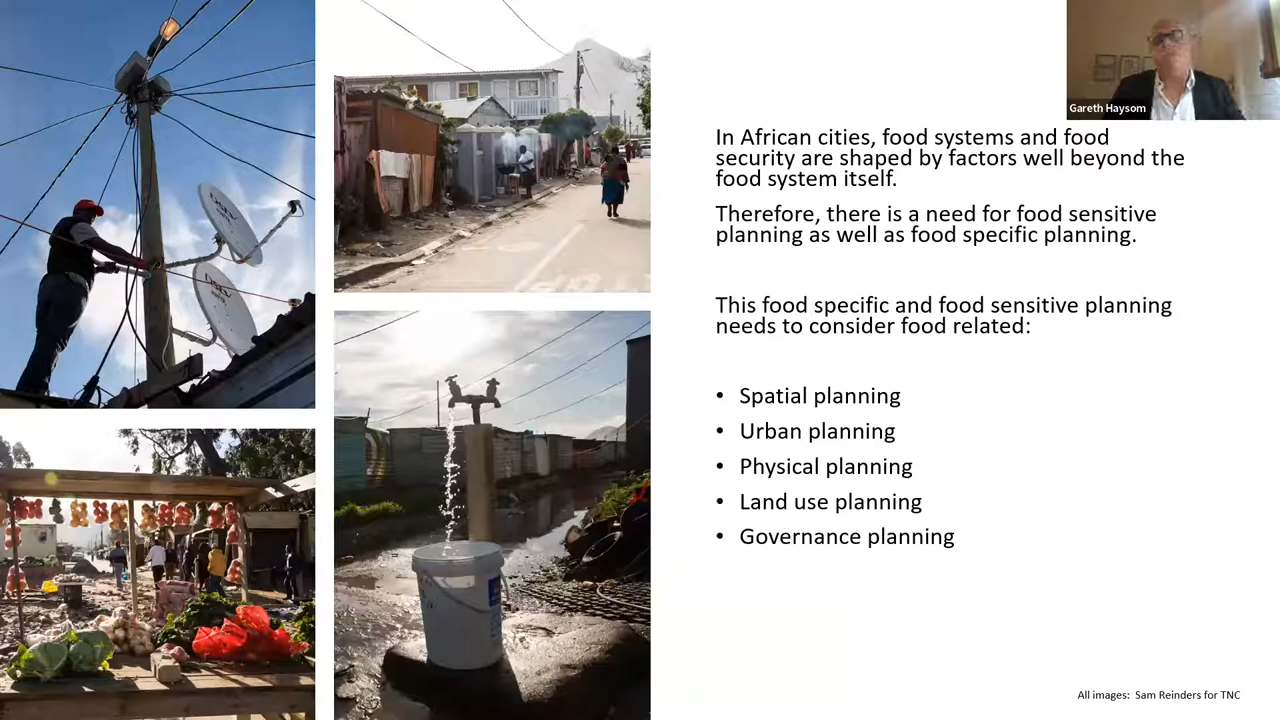 DStv
DStv
Gareth Haysom
In African cities, food systems and food
security are shaped by factors well beyond the
food system itself.
Therefore, there is a need for food sensitive
planning as well as food specific planning.
This food specific and food sensitive planning
needs to consider food related:
• Spatial planning
• Urban planning
• Physical planning
• Land use planning
• Governance planning
All images: Sam Reinders for TNC